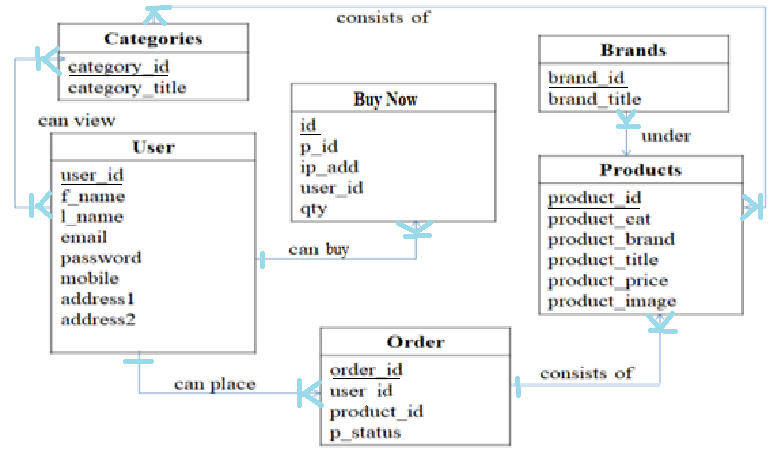 consists of
Categories
category_id
category_title
Brands
brand_id
brand_title
Buy Now
id
p_id
ip_add
user_id
qty
can view
under
User
user_id
f_name
l_name
email
password
mobile
address1
address2
Products
product_id
product_cat
product_brand
product_title
product_price
product_image
can buy
Order
order_id
user_id
product_id
p_status
can place
consists of